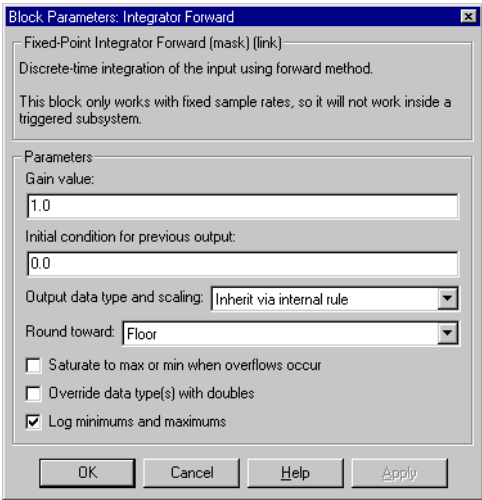 Block Parameters: Integrator Forward
Fixed-Point Integrator Forward (mask) (link)
Discrete-time integration of the input using forward method.
This block only works with fixed sample rates, so it will not work inside a
triggered subsystem.
Parameters
Gain value:
1.0
Initial condition for previous output:
0.0
Output data type and scaling: Inherit via internal rule
Round toward: Floor
Saturate to max or min when overflows occur
Override data type(s) with doubles
Log minimums and maximums
OK Cancel Help Apply